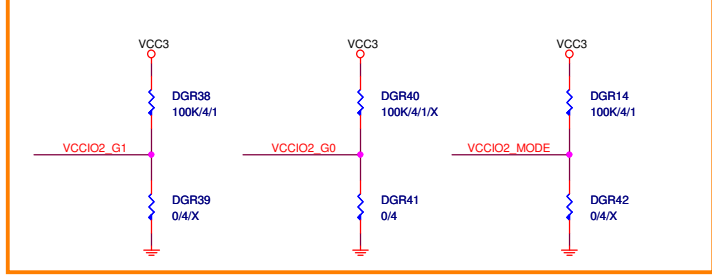 VCC3
VCC3
VCC3
DGR38
100K/4/1
DGR40
100K/4/1/X
DGR14
100K/4/1
VCCIO2_G1
VCCIO2_G0
VCCIO2_MODE
DGR39
0/4/X
DGR41
0/4
DGR42
0/4/X